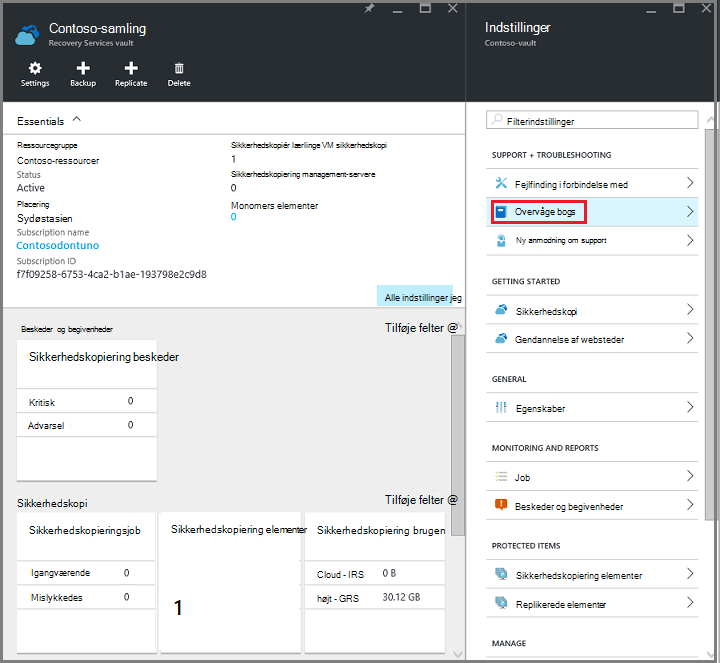 Contoso-samling
Recovery Services vault
Settings
Backup
Replicate
Delete
Essentials
Ressourcegruppe
Contoso-ressourcer
Status
Active
Placering
Sydøstasien
Subscription name
Contosodontuno
Subscription ID
f7f09258-6753-4ca2-b1ae-193798e2c9d8
Sikkerhedskopiér lærlinge VM sikkerhedskopi
1
Sikkerhedskopiering management-servere
0
Monomers elementer
0
Alle indstillinger jeg
Beskeder og begivenheder
Tilføje felter @
Sikkerhedskopiering beskeder
Kritisk 0
Advarsel 0
Sikkerhedskopi
Tilføje felter @
Sikkerhedskopieringsjob
Igangværende 0
Mislykkedes 0
Sikkerhedskopiering elementer
1
Sikkerhedskopiering brugen
Cloud - IRS 0 B
højt - GRS 30,12 GB
Indstillinger
Contoso-vault
Filterindstillinger
SUPPORT + TROUBLESHOOTING
Fejlfinding i forbindelse med
Overvåge bogs
Ny anmodning om support
GETTING STARTED
Sikkerhedskopi
Gendannelse af websteder
GENERAL
Egenskaber
MONITORING AND REPORTS
Job
Beskeder og begivenheder
PROTECTED ITEMS
Sikkerhedskopiering elementer
Replikerede elementer
MANAGE